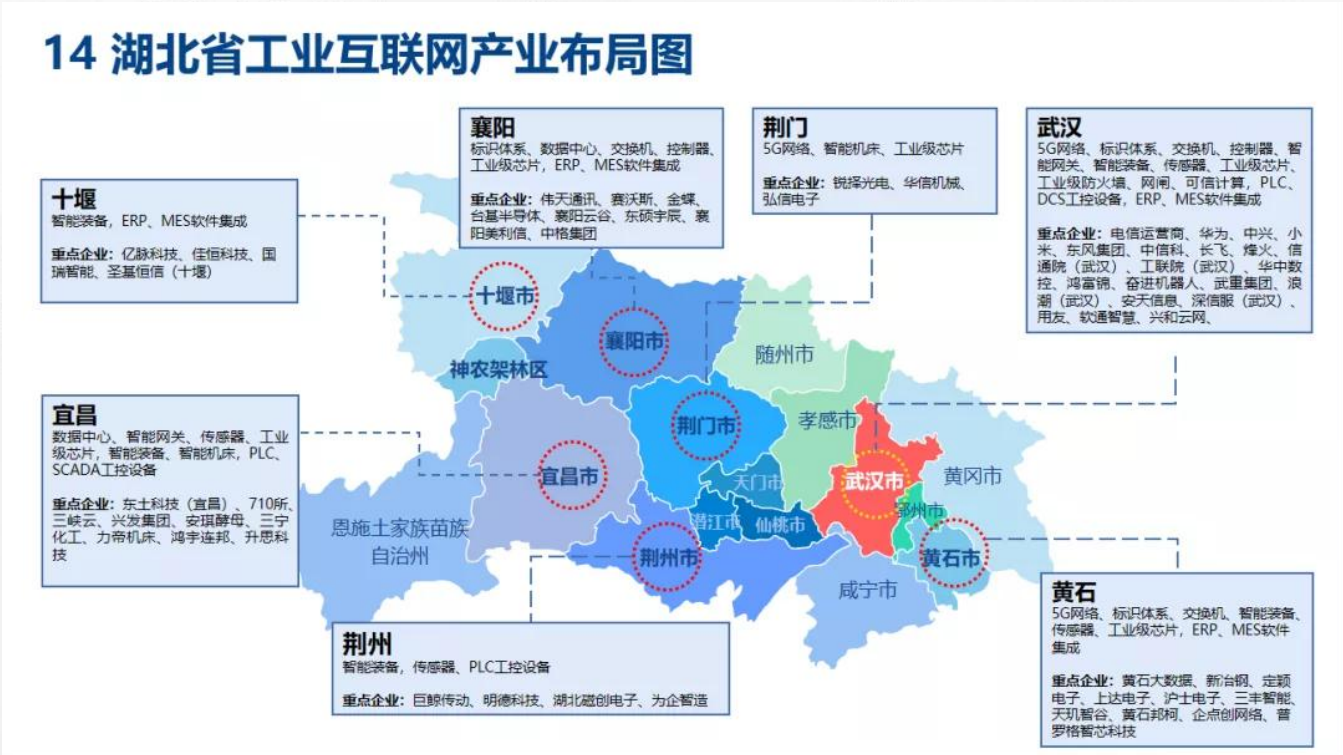 14 湖北省工业互联网产业布局图
襄阳
标识体系、数据中心、交换机、控制器、
工业级芯片，ERP、MES软件集成
重点企业：伟天通讯、赛沃斯、金蝶、
台基半导体、襄阳云谷、东硕宇辰、襄
阳美利信、中格集团
荆门
5G网络、智能机床、工业级芯片
重点企业：锐择光电、华信机械、
弘信电子
武汉
5G网络、标识体系、交换机、控制器、智
能网关、智能装备、传感器、工业级芯片、
工业级防火墙、网闸、可信计算，PLC、
DCS工控设备，ERP、MES软件集成
重点企业：电信运营商、华为、中兴、小
米、东风集团、中信科、长飞、烽火、信
通院（武汉）、工联院（武汉）、华中数
控、鸿富锦、奋进机器人、武重集团、浪
潮（武汉）、安天信息、深信服（武汉）、
用友、软通智慧、兴和云网、
十堰
智能装备，ERP、MES软件集成
重点企业：亿脉科技、佳恒科技、国
瑞智能、圣基恒信（十堰）
十堰市
襄阳市
随州市
神农架林区
宜昌
数据中心、智能网关、传感器、工业
级芯片，智能装备、智能机床，PLC、
SCADA工控设备
重点企业：东土科技（宜昌）、710所、
三峡云、兴发集团、安琪酵母、三宁
化工、力帝机床、鸿宇连邦、升思科
技
荆门市
孝感市
宜昌市
天门市
武汉市
黄冈市
恩施土家族苗族
自治州
潜江市
仙桃市
鄂州市
荆州市
黄石市
咸宁市
荆州
智能装备，传感器、PLC工控设备
重点企业：巨鲸传动、明德科技、湖北磁创电子、为企智造
黄石
5G网络、标识体系、交换机、智能装备、
传感器、工业级芯片，ERP、MES软件
集成
重点企业：黄石大数据、新冶钢、定颖
电子、上达电子、沪士电子、三丰智能、
天玑智谷、黄石邦柯、企点创网络、普
罗格智芯科技